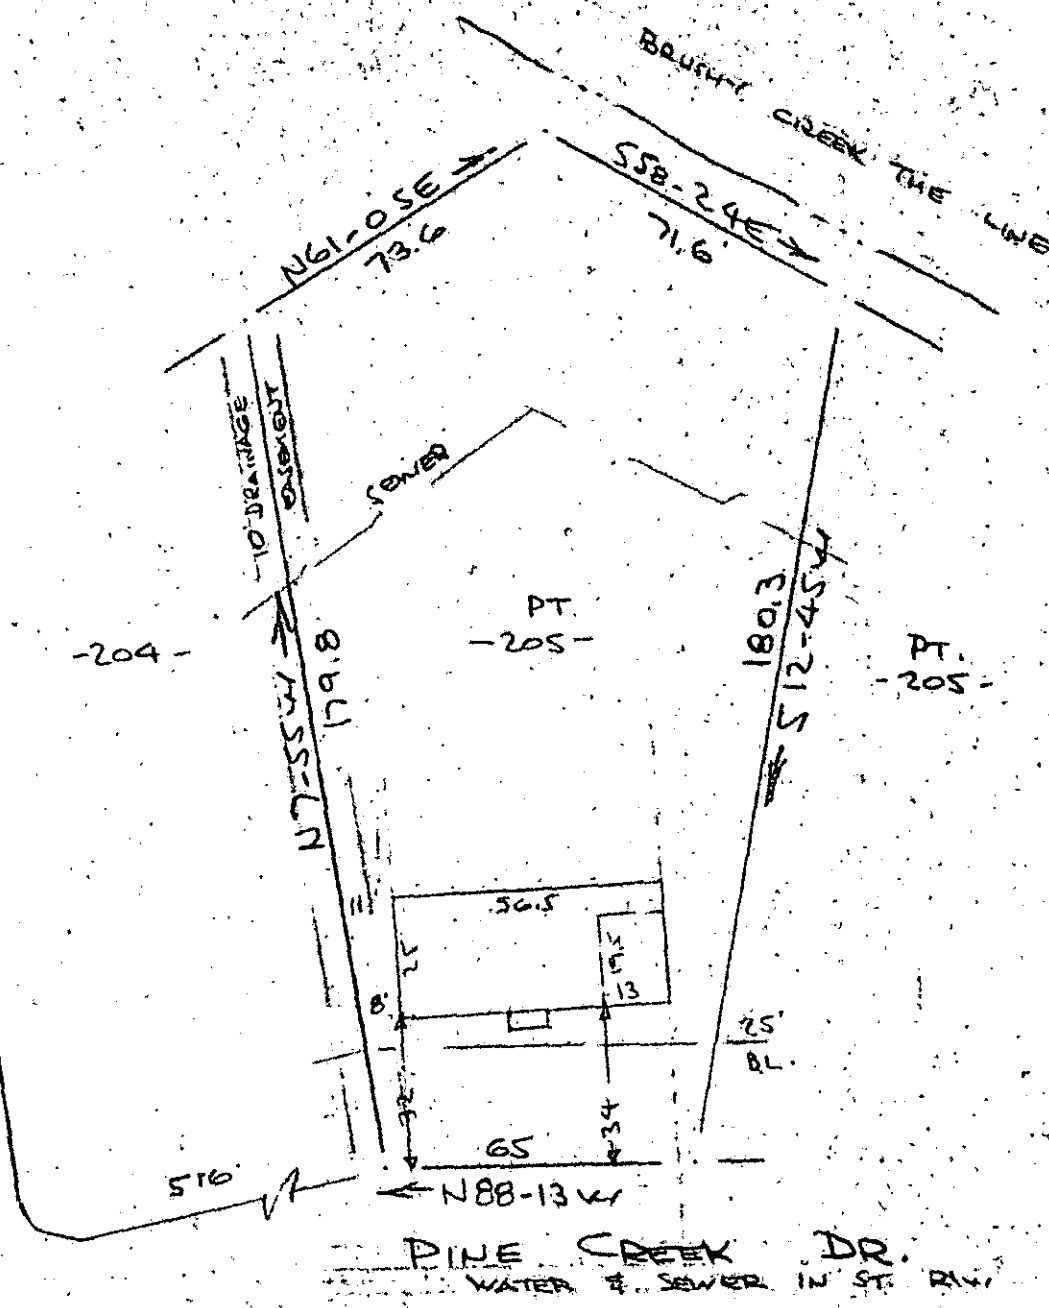 BRUSHY CREEK THE LINE
N61-05E →
73.6
S58-24E →
71.6'
10' DRAINAGE
EASEMENT
SEWER
PT.
-205-
-204-
PT.
-205-
N7-55W →
179.8
180.3
← S12-45W
56.5
25
19.5
13
8'
25'
BL.
32
34
65
← N88-13W
PINE CREEK DR.
WATER & SEWER IN ST. R/W.